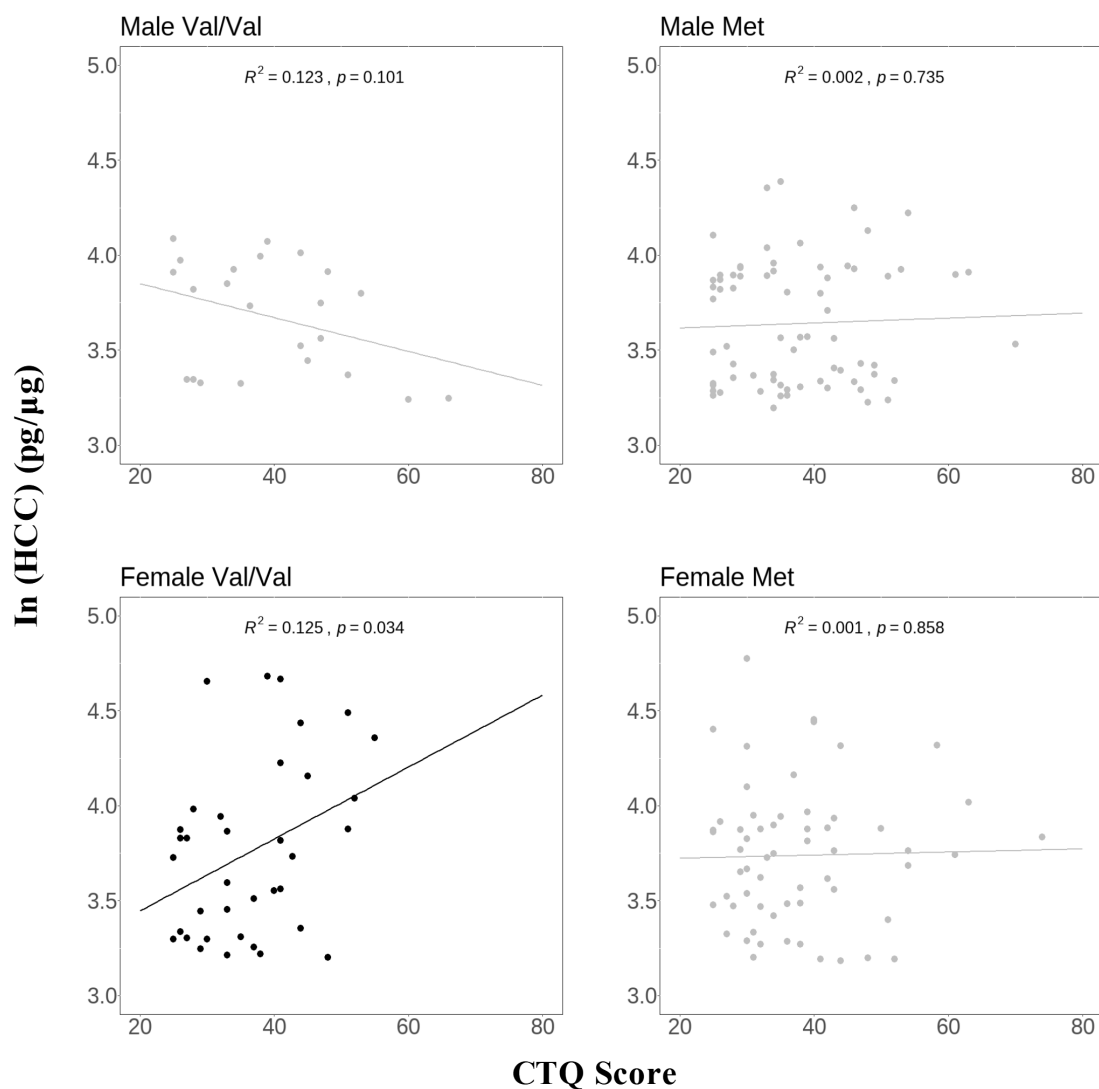 Male Val/Val
R² = 0.123 , p = 0.101
5.0
4.5
4.0
3.5
3.0
20 40 60 80
Male Met
R² = 0.002 , p = 0.735
5.0
4.5
4.0
3.5
3.0
20 40 60 80
ln (HCC) (pg/µg)
Female Val/Val
R² = 0.125 , p = 0.034
5.0
4.5
4.0
3.5
3.0
20 40 60 80
Female Met
R² = 0.001 , p = 0.858
5.0
4.5
4.0
3.5
3.0
20 40 60 80
CTQ Score